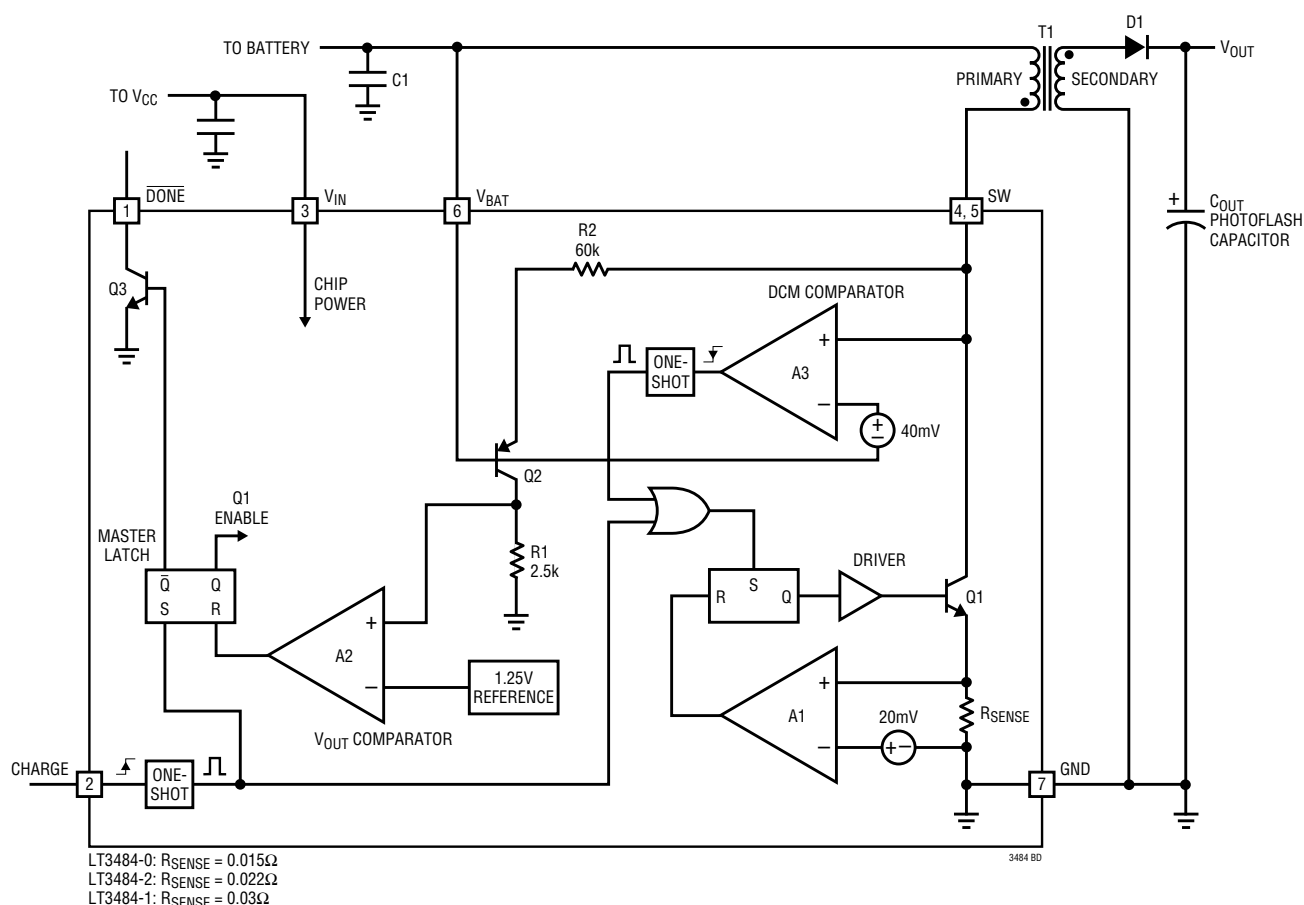 TO BATTERY
C1
T1
PRIMARY
SECONDARY
D1
VOUT
TO VCC
DONE
VIN
VBAT
SW
1
3
6
4, 5
COUT
PHOTOFLASH
CAPACITOR
+
R2
60k
Q3
CHIP
POWER
DCM COMPARATOR
ONE-
SHOT
A3
+
–
+
–
40mV
Q2
Q1
ENABLE
MASTER
LATCH
Q̅ Q
S R
R1
2.5k
DRIVER
R S Q
Q1
A2
+
–
1.25V
REFERENCE
VOUT COMPARATOR
A1
+
–
20mV
+–
RSENSE
CHARGE
2
ONE-
SHOT
7
GND
LT3484-0: RSENSE = 0.015Ω
LT3484-2: RSENSE = 0.022Ω
LT3484-1: RSENSE = 0.03Ω
3484 BD